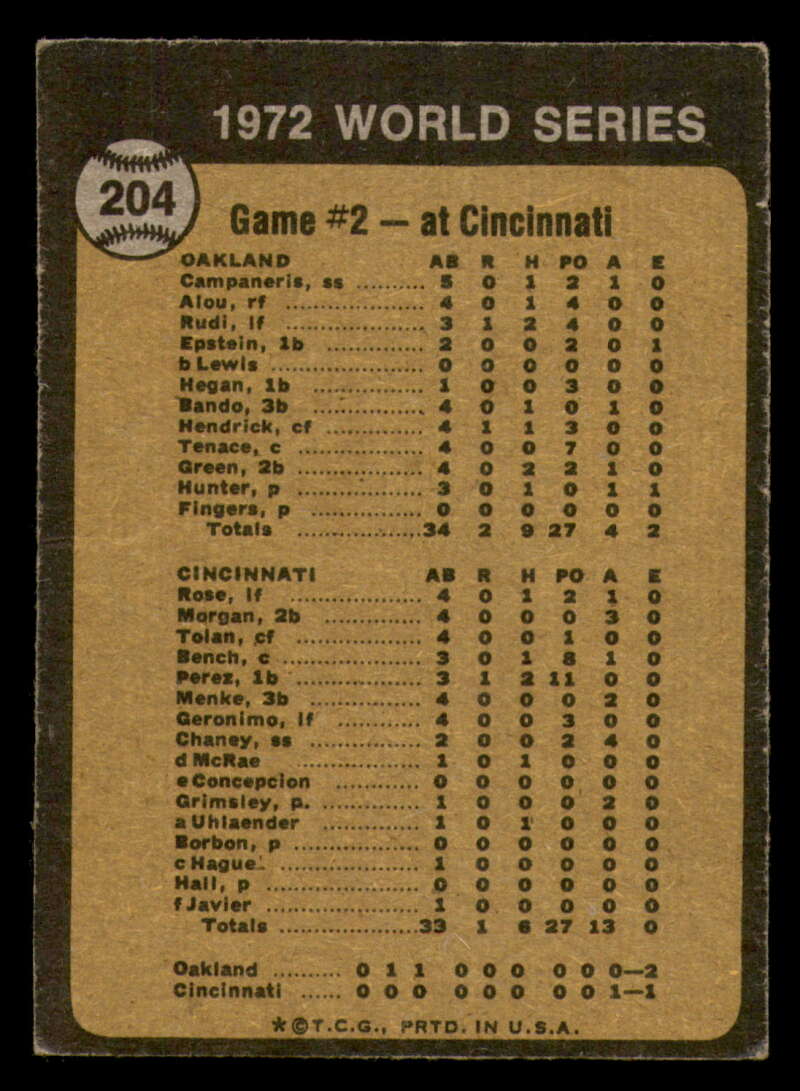 1972 WORLD SERIES
204
Game #2 — at Cincinnati
OAKLAND AB R H PO A E
Campaneris, ss .......... 5 0 1 2 1 0
Alou, rf .................... 4 0 1 4 0 0
Rudi, lf .................... 3 1 2 4 0 0
Epstein, 1b .............. 2 0 0 2 0 1
b Lewis ...................... 0 0 0 0 0 0
Hegan, 1b ................ 1 0 0 3 0 0
Bando, 3b ................ 4 0 1 0 1 0
Hendrick, cf .............. 4 1 1 3 0 0
Tenace, c .................. 4 0 0 7 0 0
Green, 2b .................. 4 0 2 2 1 0
Hunter, p .................. 3 0 1 0 1 1
Fingers, p ................ 0 0 0 0 0 0
Totals ..................34 2 9 27 4 2
CINCINNATI AB R H PO A E
Rose, lf ................... 4 0 1 2 1 0
Morgan, 2b .............. 4 0 0 0 3 0
Tolan, cf .................. 4 0 0 1 0 0
Bench, c .................... 3 0 1 8 1 0
Perez, 1b .................. 3 1 2 11 0 0
Menke, 3b ................ 4 0 0 0 2 0
Geronimo, lf ............ 4 0 0 3 0 0
Chaney, ss ................ 2 0 0 2 4 0
d McRae .................. 1 0 1 0 0 0
e Concepcion ............ 0 0 0 0 0 0
Grimsley, p. .............. 1 0 0 0 2 0
a Uhlaender .............. 1 0 1 0 0 0
Borbon, p .................. 0 0 0 0 0 0
c Hague .................... 1 0 0 0 0 0
Hall, p ...................... 0 0 0 0 0 0
f Javier ...................... 1 0 0 0 0 0
Totals ....................33 1 6 27 13 0
Oakland .......... 0 1 1 0 0 0 0 0 0—2
Cincinnati ...... 0 0 0 0 0 0 0 0 1—1
*©T.C.G., PRTD. IN U.S.A.